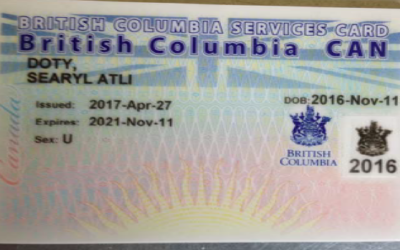 BRITISH COLUMBIA SERVICES CARD
British Columbia CAN
DOTY,
SEARYL ATLI
Issued: 2017-Apr-27 DOB: 2016-Nov-11
Expires: 2021-Nov-11
Sex: U
BRITISH
COLUMBIA
2016
Canada